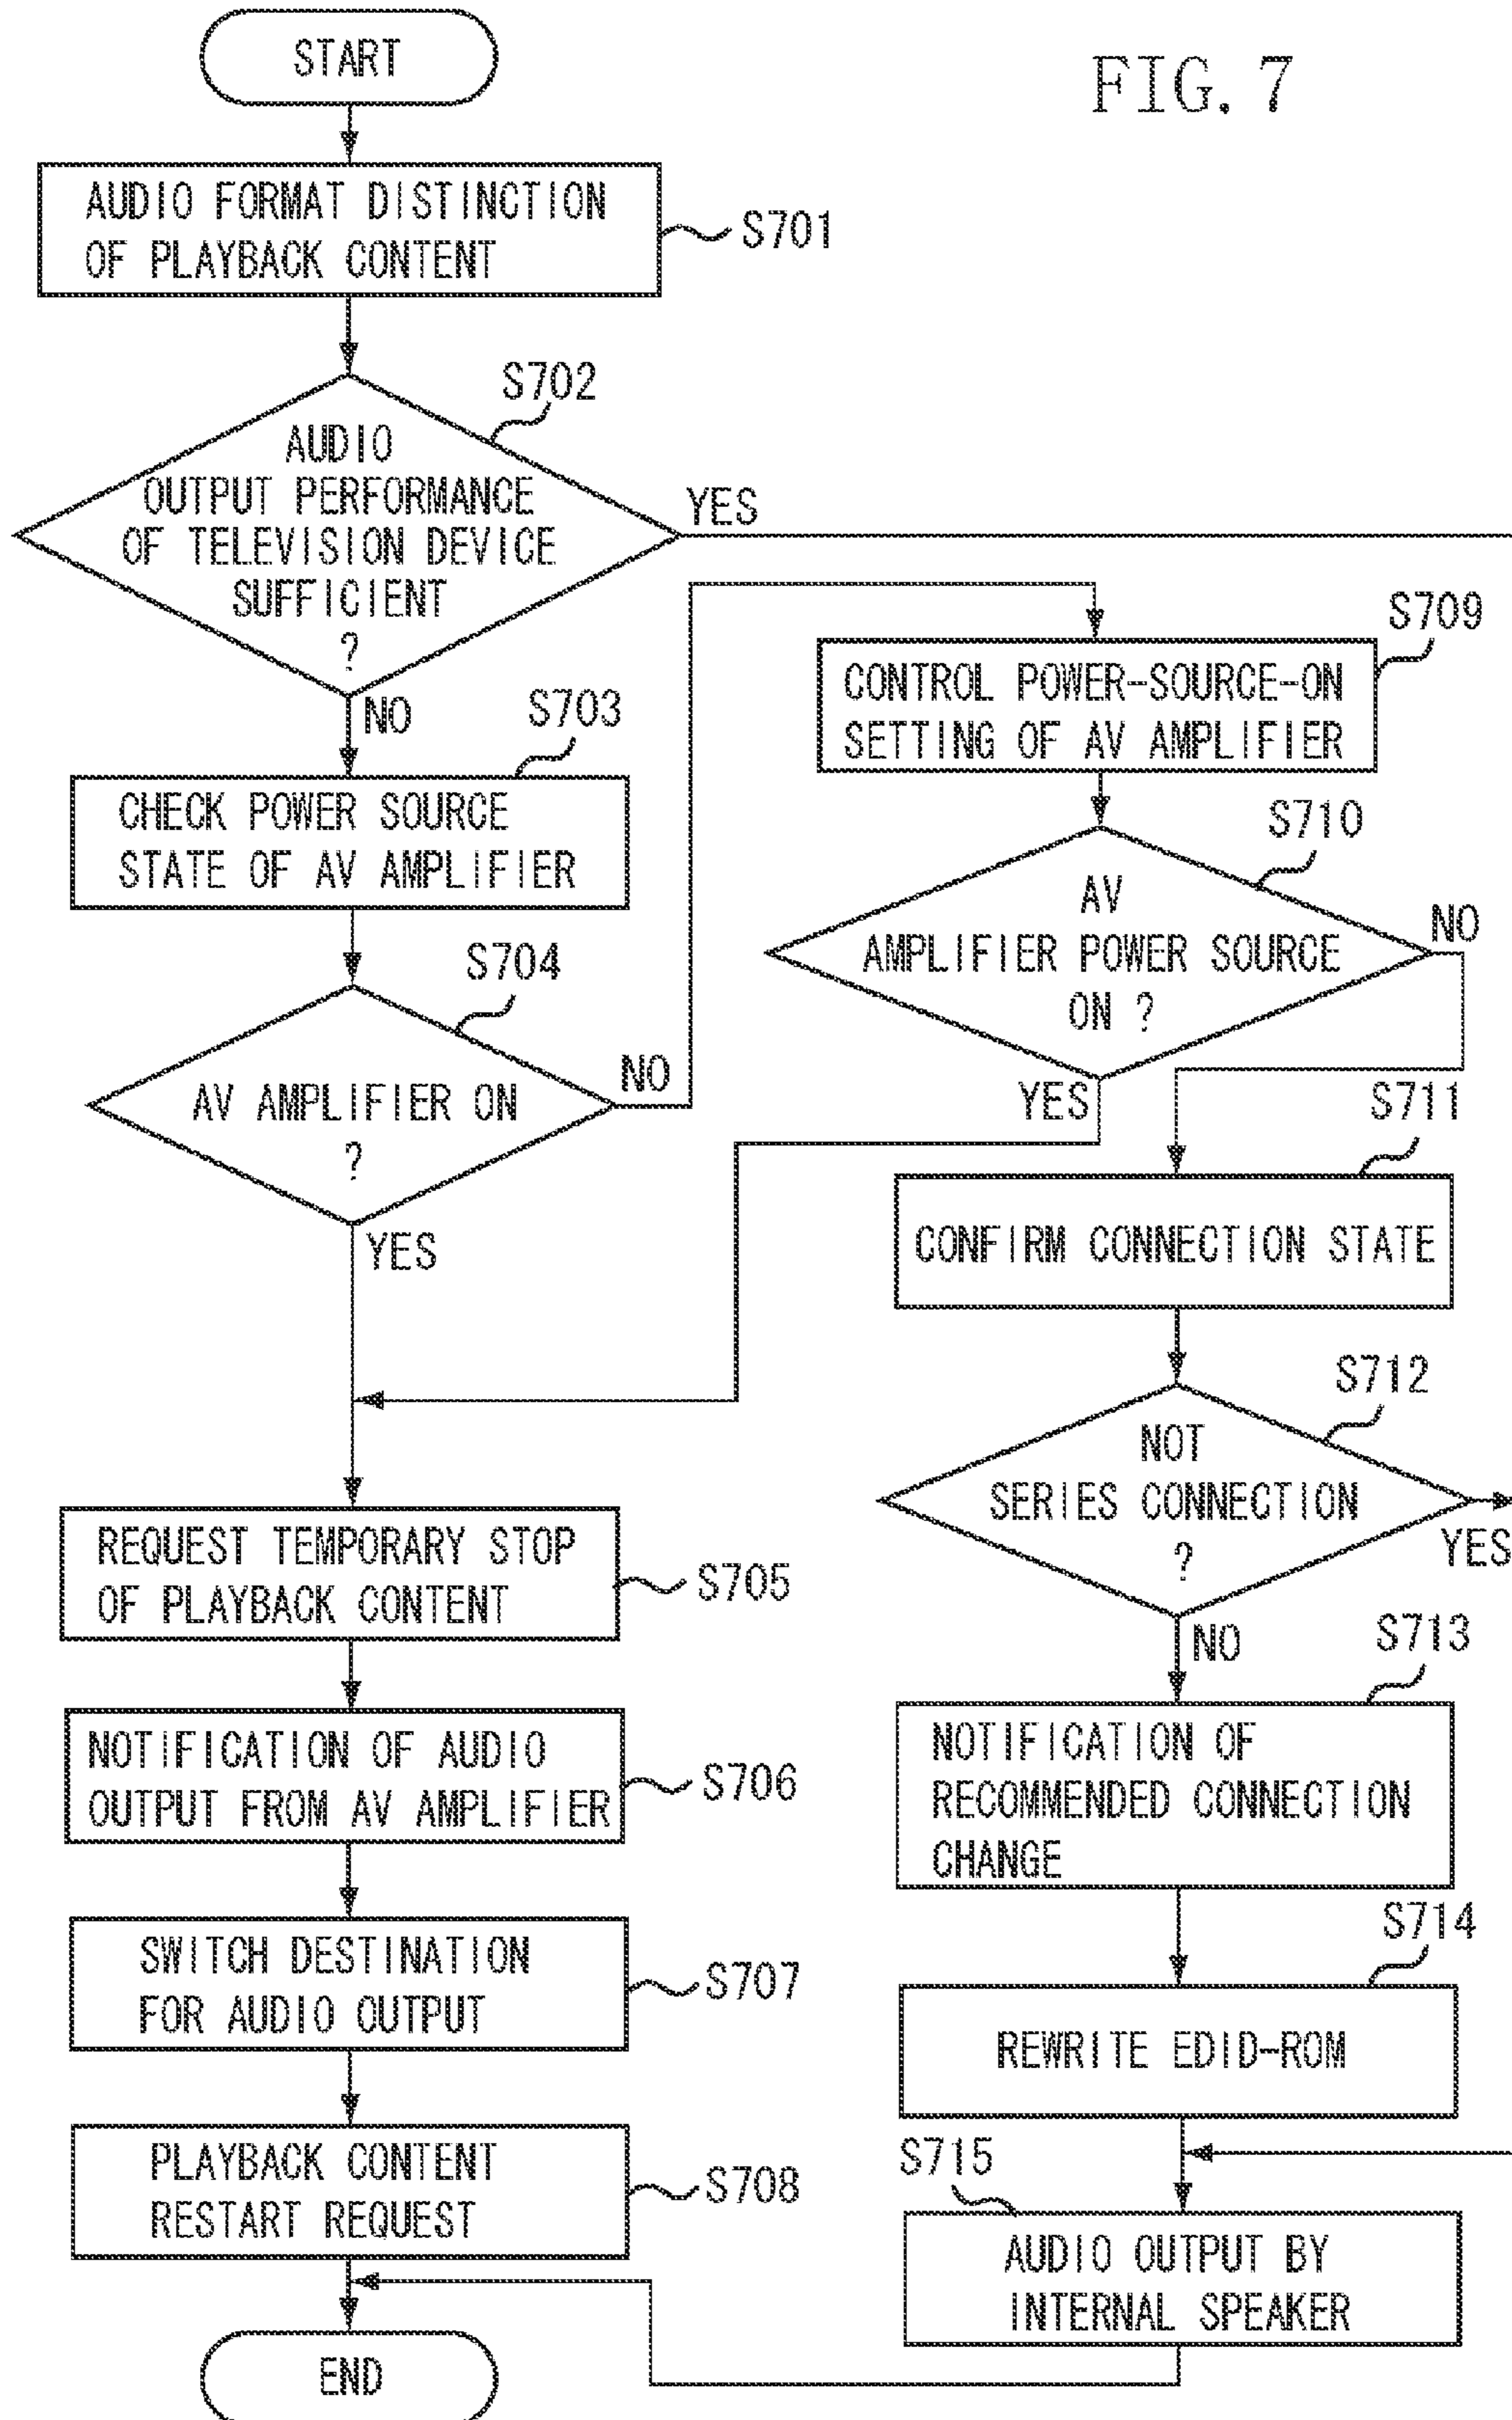 FIG. 7
START
AUDIO FORMAT DISTINCTION
OF PLAYBACK CONTENT
S701
S702
AUDIO
OUTPUT PERFORMANCE
OF TELEVISION DEVICE
SUFFICIENT
?
YES
NO
S703
CHECK POWER SOURCE
STATE OF AV AMPLIFIER
S704
AV AMPLIFIER ON
?
NO
YES
REQUEST TEMPORARY STOP
OF PLAYBACK CONTENT
S705
NOTIFICATION OF AUDIO
OUTPUT FROM AV AMPLIFIER
S706
SWITCH DESTINATION
FOR AUDIO OUTPUT
S707
PLAYBACK CONTENT
RESTART REQUEST
S708
END
S709
CONTROL POWER-SOURCE-ON
SETTING OF AV AMPLIFIER
S710
AV
AMPLIFIER POWER SOURCE
ON ?
NO
YES
S711
CONFIRM CONNECTION STATE
S712
NOT
SERIES CONNECTION
?
YES
NO
S713
NOTIFICATION OF
RECOMMENDED CONNECTION
CHANGE
S714
REWRITE EDID-ROM
S715
AUDIO OUTPUT BY
INTERNAL SPEAKER